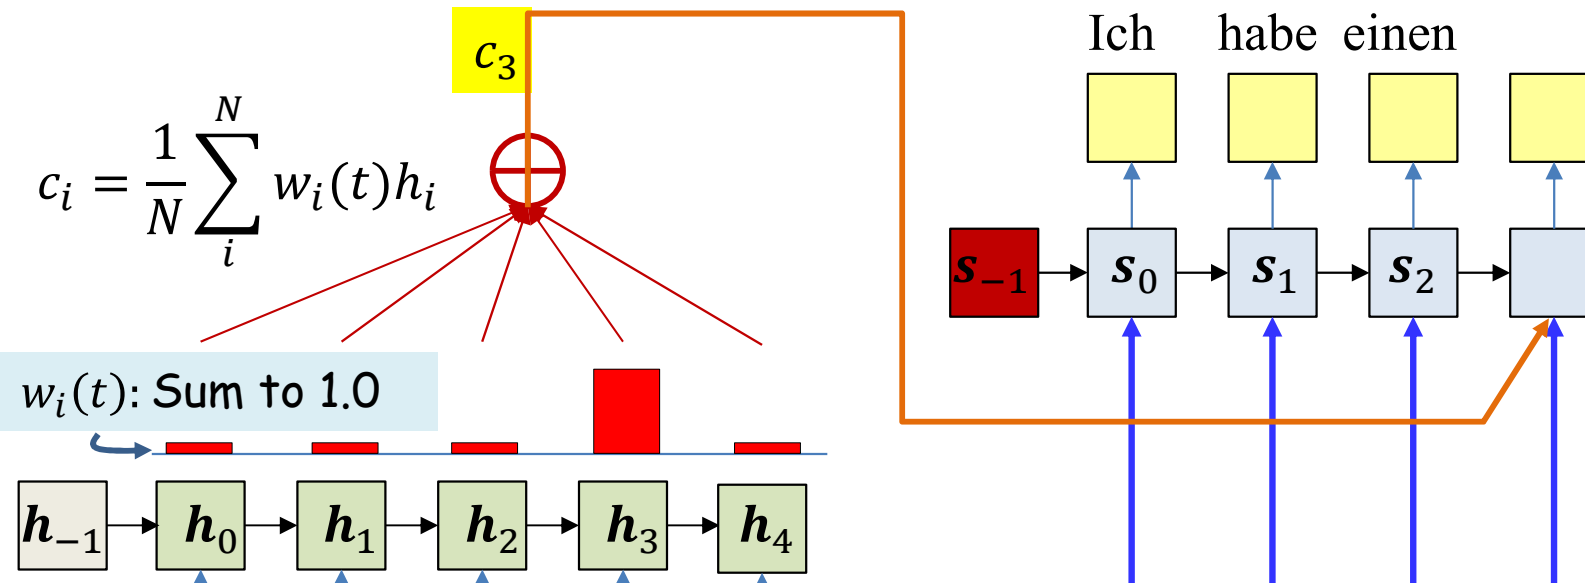 c₃
cᵢ = 1/N ∑ᵢᴺ wᵢ(t)hᵢ
wᵢ(t): Sum to 1.0
h₋₁ h₀ h₁ h₂ h₃ h₄
Ich habe einen
s₋₁ s₀ s₁ s₂